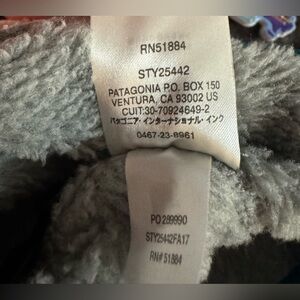 RN51884
STY25442
PATAGONIA P.O. BOX 150
VENTURA, CA 93002 US
CUIT:30-70924649-2
パタゴニア・インターナショナル・インク
0467-23-8961
PO 289990
STY25442FA17
RN# 51884